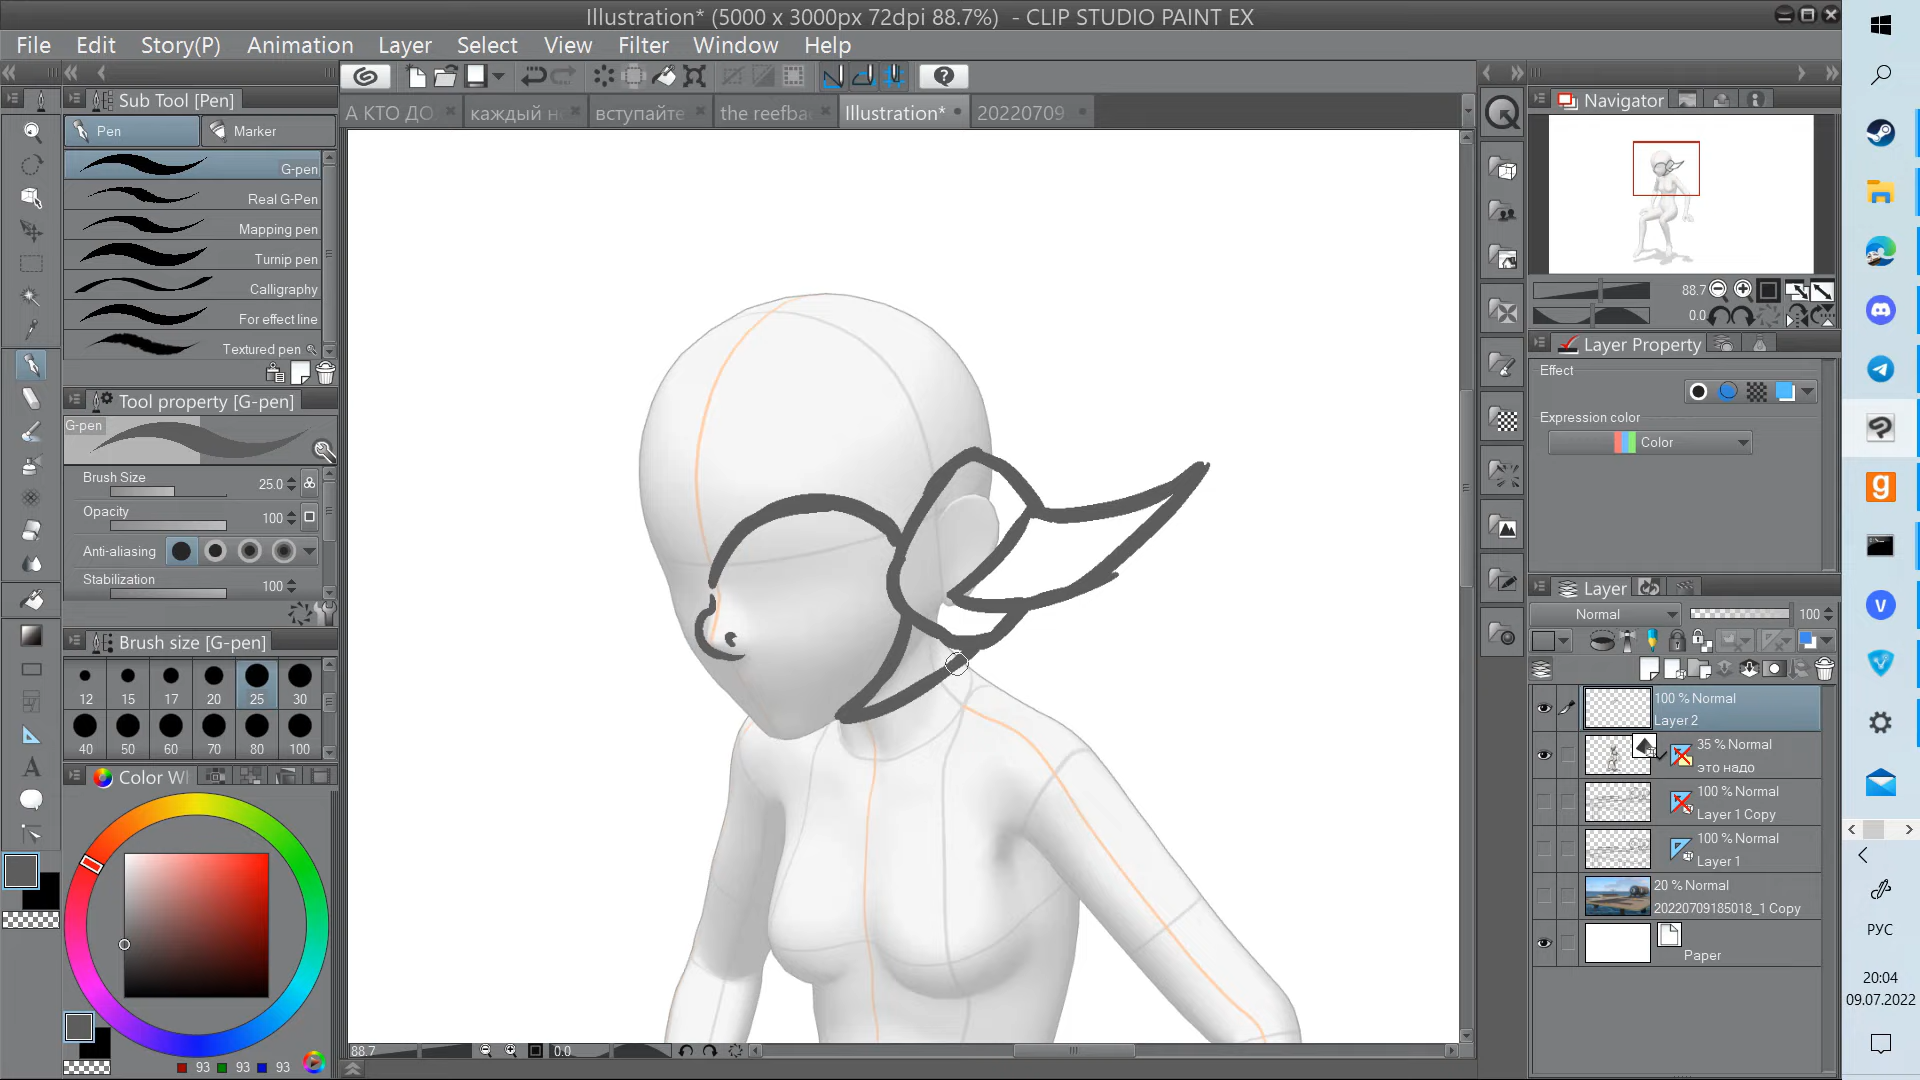 Illustration* (5000 x 3000px 72dpi 88.7%)  - CLIP STUDIO PAINT EX
File Edit Story(P) Animation Layer Select View Filter Window Help
Sub Tool [Pen]
Pen
Marker
G-pen
Real G-Pen
Mapping pen
Turnip pen
Calligraphy
For effect line
Textured pen
Tool property [G-pen]
G-pen
Brush Size 25.0
Opacity 100
Anti-aliasing
Stabilization 100
Brush size [G-pen]
12 15 17 20 25 30
40 50 60 70 80 100
Color Wh
93 93 93
А КТО ДО
каждый н
вступайте
the reefba
Illustration*
20220709
88.7
0.0
Navigator
88.7
0.0
Layer Property
Effect
Expression color
Color
Layer
Normal 100
100 % Normal
Layer 2
35 % Normal
это надо
100 % Normal
Layer 1 Copy
100 % Normal
Layer 1
20 % Normal
20220709185018_1 Copy
Paper
РУС
20:04
09.07.2022